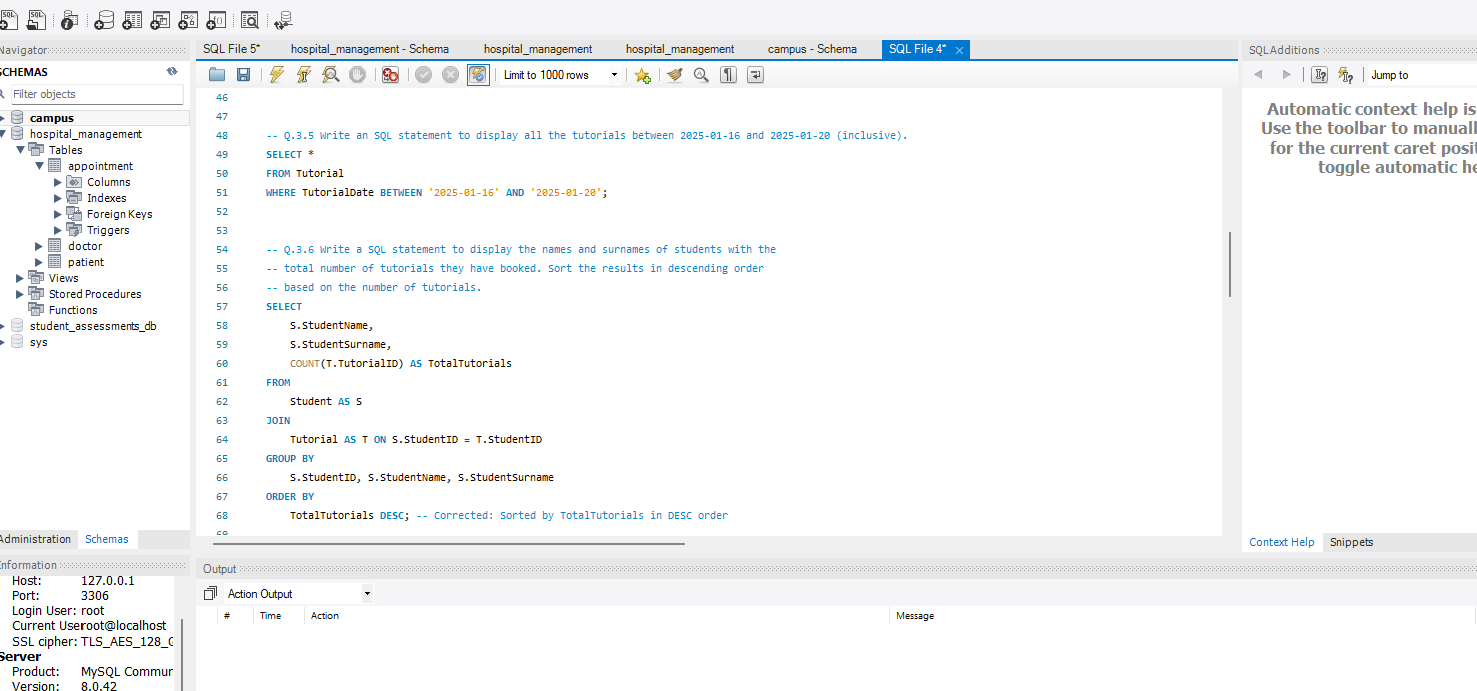 SQL File 5*
hospital_management - Schema
hospital_management
hospital_management
campus - Schema
SQL File 4*
Navigator
SCHEMAS
Filter objects
campus
hospital_management
Tables
appointment
Columns
Indexes
Foreign Keys
Triggers
doctor
patient
Views
Stored Procedures
Functions
student_assessments_db
sys
Administration
Schemas
Information
Host: 127.0.0.1
Port: 3306
Login User: root
Current Use root@localhost
SSL cipher: TLS_AES_128_G
Server
Product: MySQL Commun
Version: 8.0.42
Limit to 1000 rows
46
47
48 -- Q.3.5 Write an SQL statement to display all the tutorials between 2025-01-16 and 2025-01-20 (inclusive).
49 SELECT *
50 FROM Tutorial
51 WHERE TutorialDate BETWEEN '2025-01-16' AND '2025-01-20';
52
53
54 -- Q.3.6 Write a SQL statement to display the names and surnames of students with the
55 -- total number of tutorials they have booked. Sort the results in descending order
56 -- based on the number of tutorials.
57 SELECT
58 S.StudentName,
59 S.StudentSurname,
60 COUNT(T.TutorialID) AS TotalTutorials
61 FROM
62 Student AS S
63 JOIN
64 Tutorial AS T ON S.StudentID = T.StudentID
65 GROUP BY
66 S.StudentID, S.StudentName, S.StudentSurname
67 ORDER BY
68 TotalTutorials DESC; -- Corrected: Sorted by TotalTutorials in DESC order
69
SQLAdditions
Jump to
Automatic context help is
Use the toolbar to manuall
for the current caret posit
toggle automatic he
Context Help
Snippets
Output
Action Output
# Time Action Message